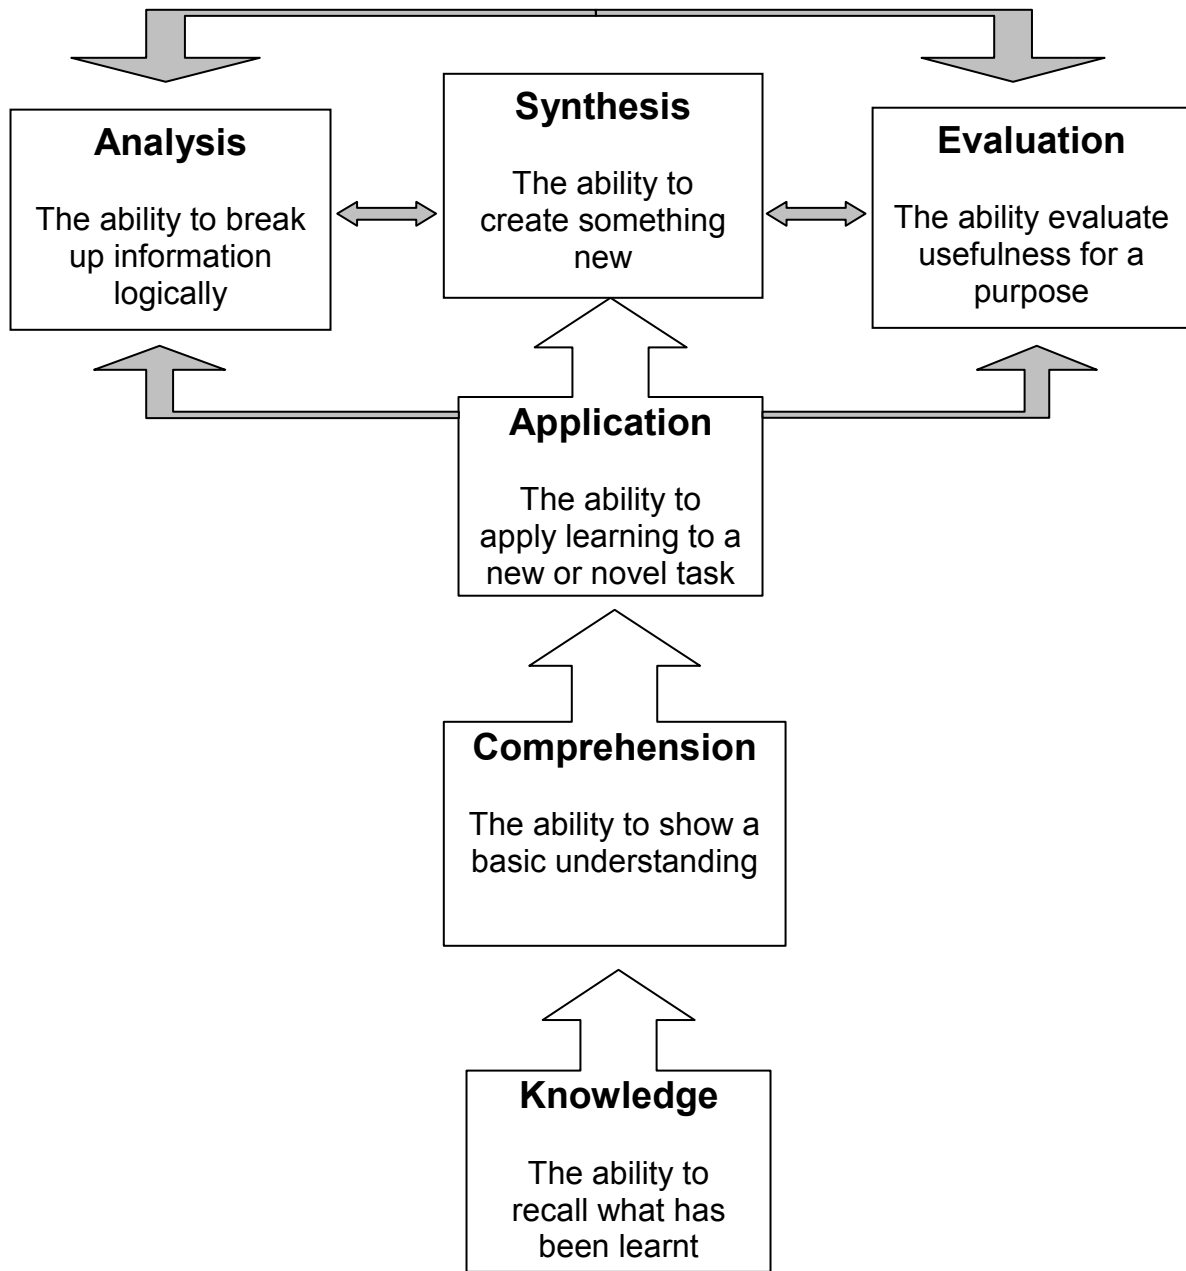 Analysis
The ability to break
up information
logically
Synthesis
The ability to
create something
new
Evaluation
The ability evaluate
usefulness for a
purpose
Application
The ability to
apply learning to a
new or novel task
Comprehension
The ability to show a
basic understanding
Knowledge
The ability to
recall what has
been learnt